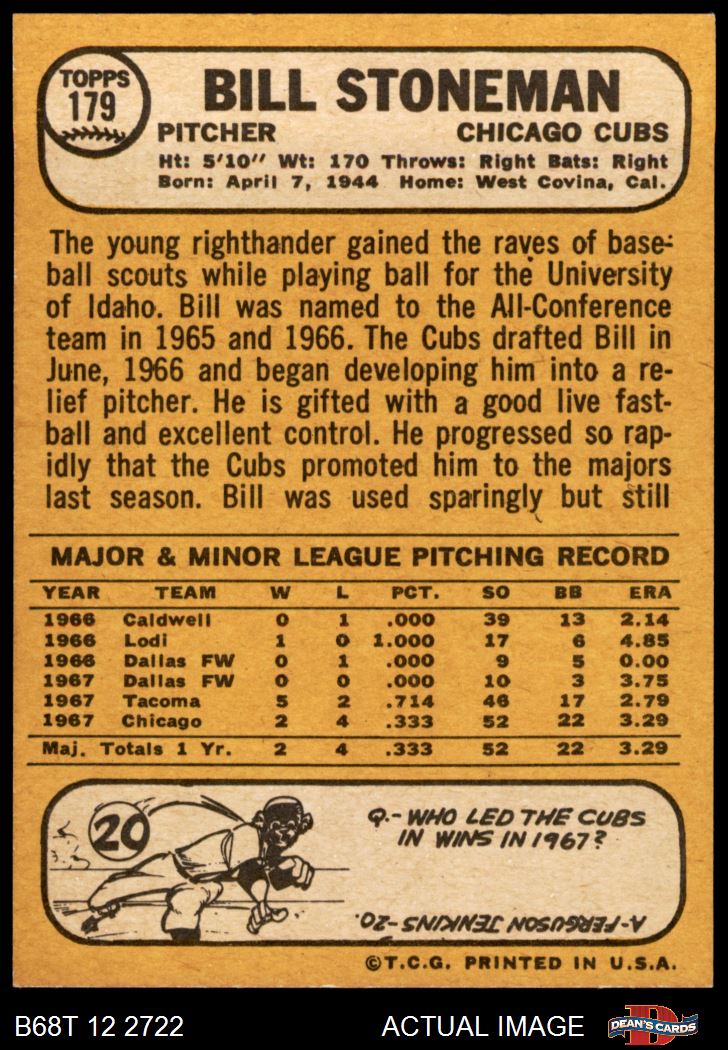 TOPPS
179
BILL STONEMAN
PITCHER CHICAGO CUBS
Ht: 5'10" Wt: 170 Throws: Right Bats: Right
Born: April 7, 1944 Home: West Covina, Cal.
The young righthander gained the raves of base-
ball scouts while playing ball for the University
of Idaho. Bill was named to the All-Conference
team in 1965 and 1966. The Cubs drafted Bill in
June, 1966 and began developing him into a re-
lief pitcher. He is gifted with a good live fast-
ball and excellent control. He progressed so rap-
idly that the Cubs promoted him to the majors
last season. Bill was used sparingly but still
MAJOR & MINOR LEAGUE PITCHING RECORD
YEAR TEAM W L PCT. SO BB ERA
1966 Caldwell 0 1 .000 39 13 2.14
1966 Lodi 1 0 1.000 17 6 4.85
1966 Dallas FW 0 1 .000 9 5 0.00
1967 Dallas FW 0 0 .000 10 3 3.75
1967 Tacoma 5 2 .714 46 17 2.79
1967 Chicago 2 4 .333 52 22 3.29
Maj. Totals 1 Yr. 2 4 .333 52 22 3.29
20
Q.- WHO LED THE CUBS
IN WINS IN 1967?
A-FERGUSON JENKINS-20.
©T.C.G. PRINTED IN U.S.A.
B68T 12 2722 ACTUAL IMAGE
D
DEAN'S CARDS